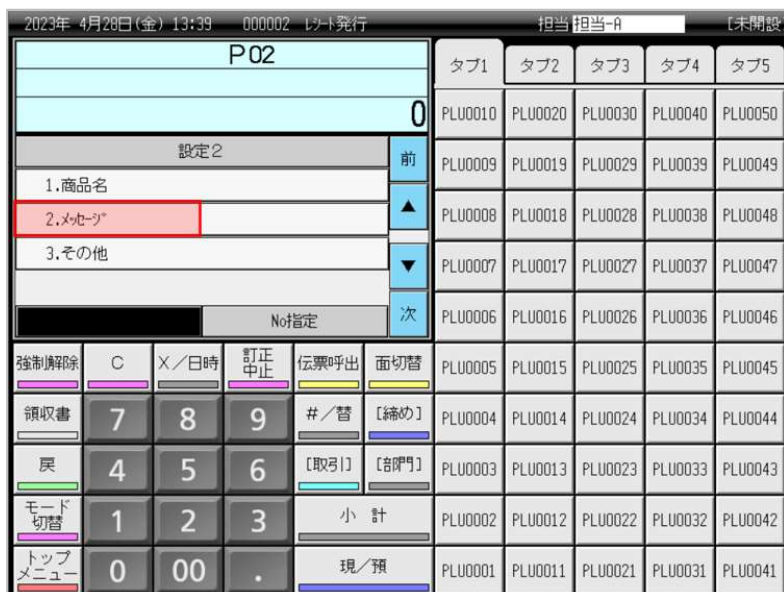 2023年 4月28日(金) 13:39 000002 ﾚｼｰﾄ発行 担当 担当-A [未開設
P02
0
設定2
前
1.商品名
2.ﾒｯｾｰｼﾞ
▲
3.その他
▼
No指定
次
タブ1 タブ2 タブ3 タブ4 タブ5
PLU0010 PLU0020 PLU0030 PLU0040 PLU0050
PLU0009 PLU0019 PLU0029 PLU0039 PLU0049
PLU0008 PLU0018 PLU0028 PLU0038 PLU0048
PLU0007 PLU0017 PLU0027 PLU0037 PLU0047
PLU0006 PLU0016 PLU0026 PLU0036 PLU0046
強制解除 C X/日時 訂正 伝票呼出 面切替 PLU0005 PLU0015 PLU0025 PLU0035 PLU0045
中止
領収書 7 8 9 #/替 [締め] PLU0004 PLU0014 PLU0024 PLU0034 PLU0044
戻 4 5 6 [取引] [部門] PLU0003 PLU0013 PLU0023 PLU0033 PLU0043
モード 1 2 3 小 計 PLU0002 PLU0012 PLU0022 PLU0032 PLU0042
切替
トップ 0 00 . 現/預 PLU0001 PLU0011 PLU0021 PLU0031 PLU0041
メニュー